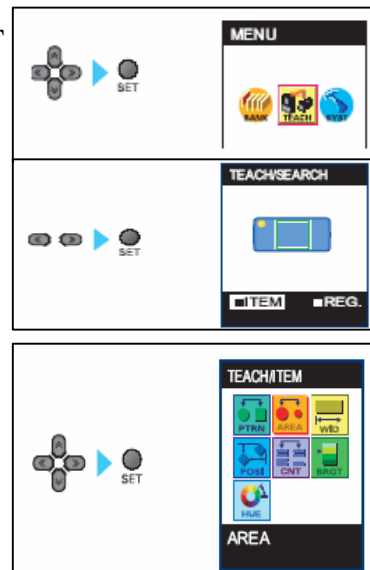 MENU
SET
BANK TEACH SYST
TEACH/SEARCH
SET
■ITEM ■REG.
TEACH/ITEM
PTRN AREA WID
SET
POSI CNT BRGT
HUE
AREA